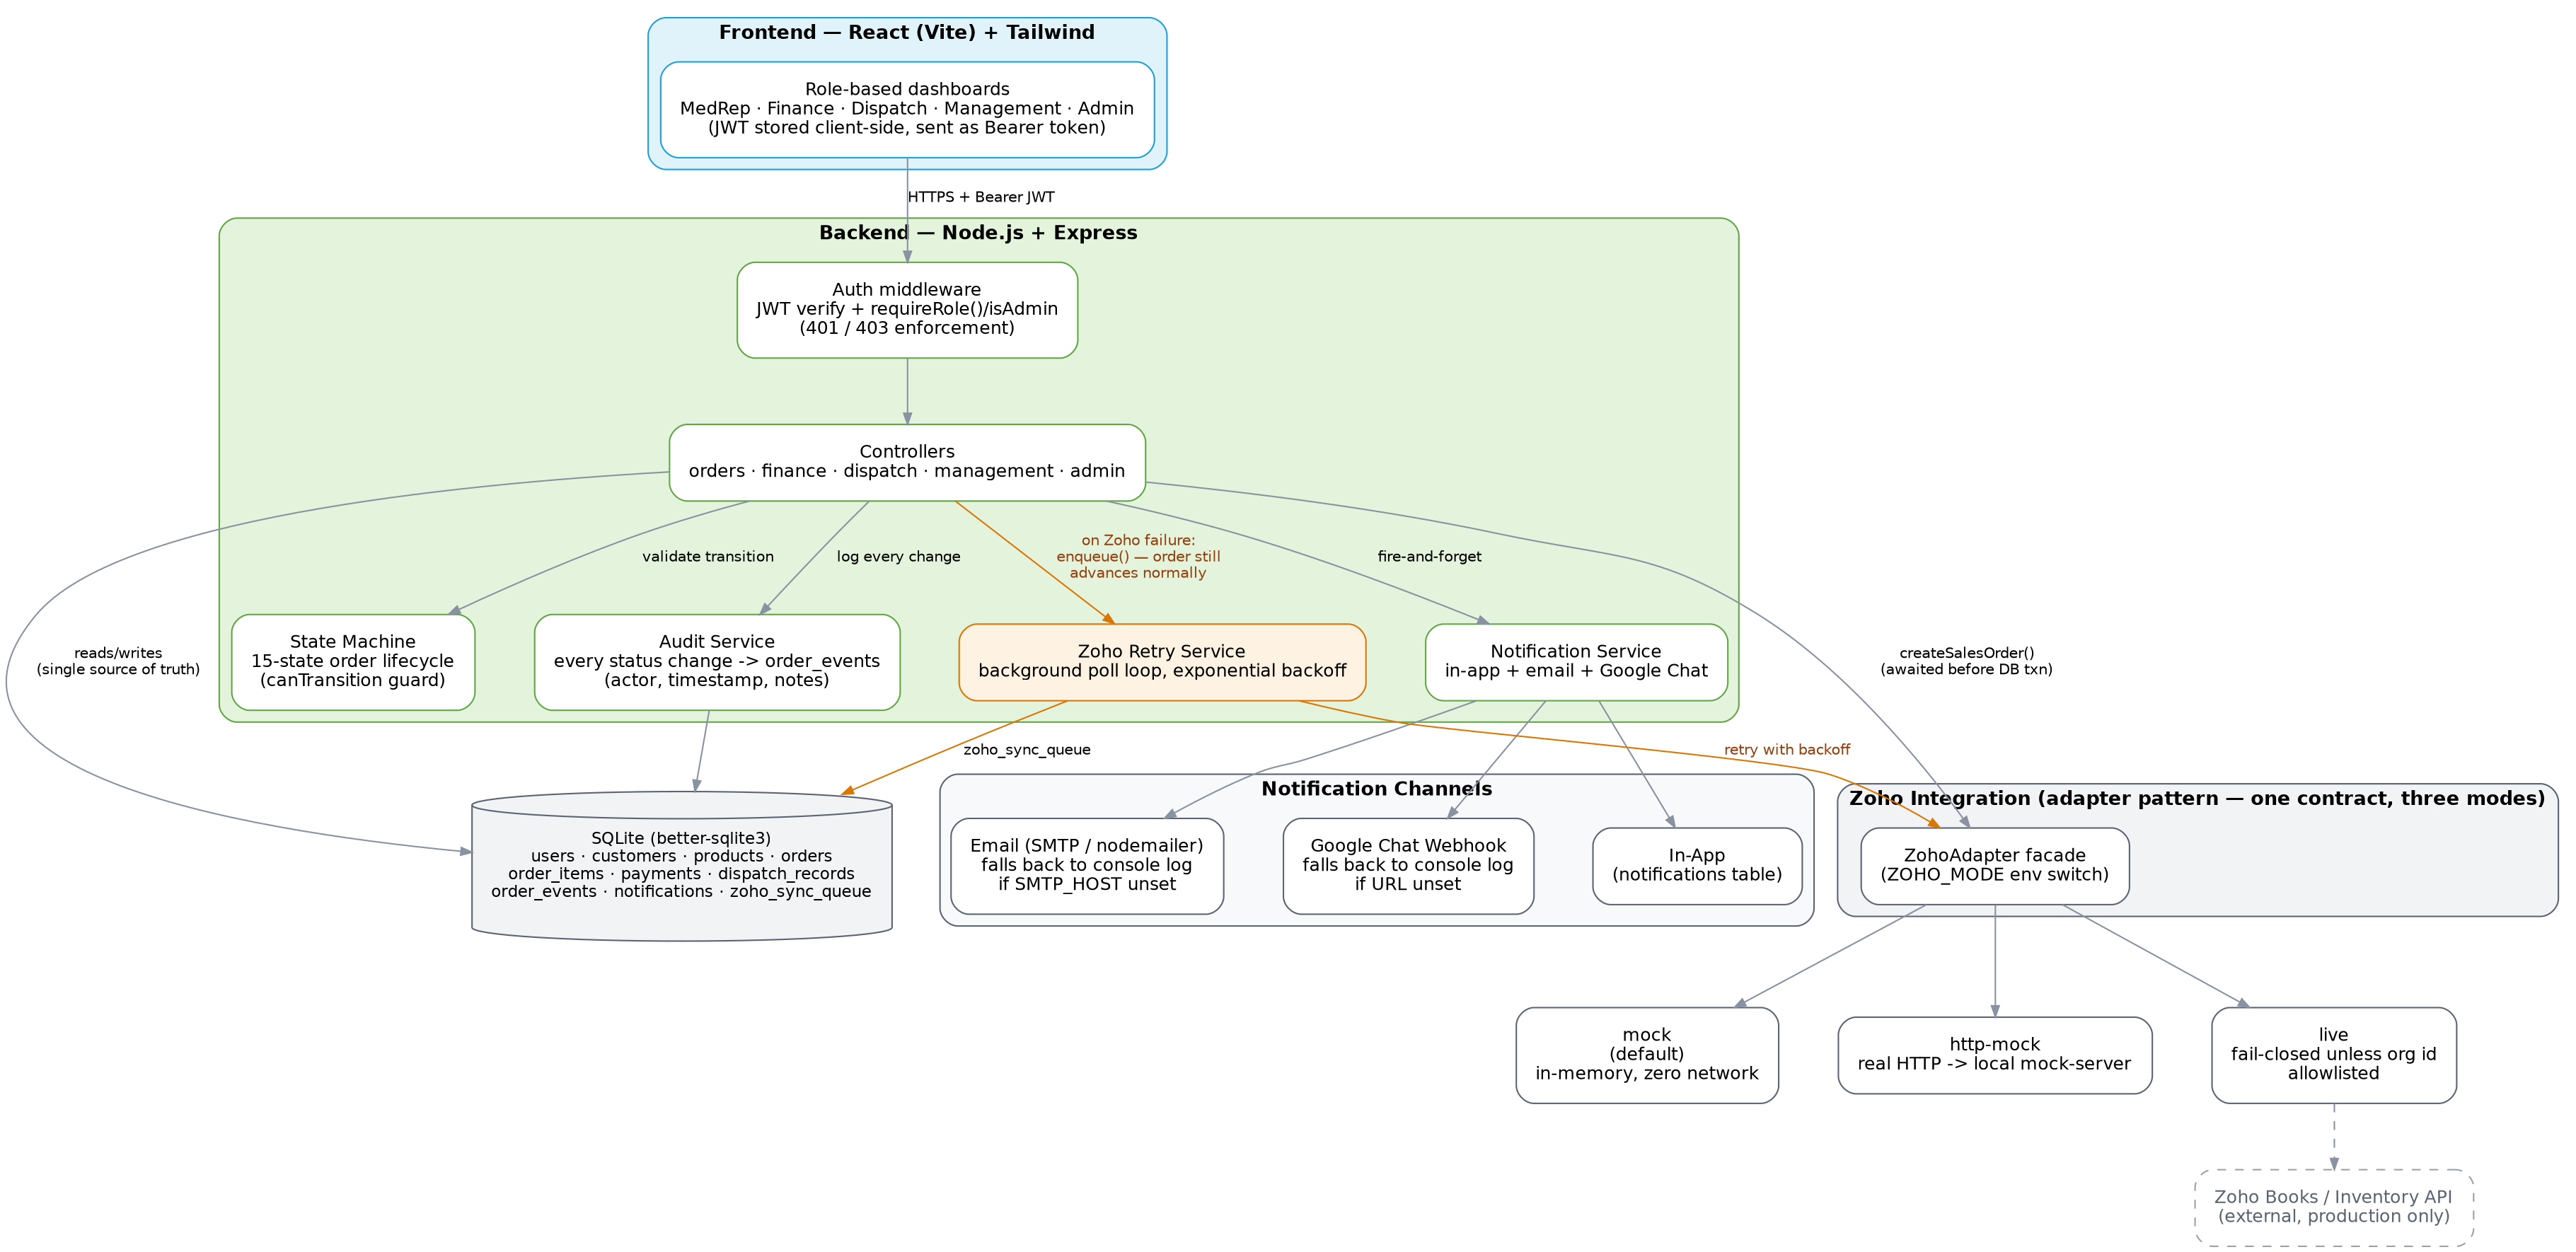 Frontend — React (Vite) + Tailwind
Role-based dashboards
MedRep · Finance · Dispatch · Management · Admin
(JWT stored client-side, sent as Bearer token)
HTTPS + Bearer JWT
Backend — Node.js + Express
Auth middleware
JWT verify + requireRole()/isAdmin
(401 / 403 enforcement)
Controllers
orders · finance · dispatch · management · admin
validate transition
log every change
on Zoho failure:
enqueue() — order still
advances normally
fire-and-forget
reads/writes
(single source of truth)
createSalesOrder()
(awaited before DB txn)
State Machine
15-state order lifecycle
(canTransition guard)
Audit Service
every status change -> order_events
(actor, timestamp, notes)
Zoho Retry Service
background poll loop, exponential backoff
Notification Service
in-app + email + Google Chat
zoho_sync_queue
retry with backoff
SQLite (better-sqlite3)
users · customers · products · orders
order_items · payments · dispatch_records
order_events · notifications · zoho_sync_queue
Notification Channels
Email (SMTP / nodemailer)
falls back to console log
if SMTP_HOST unset
Google Chat Webhook
falls back to console log
if URL unset
In-App
(notifications table)
Zoho Integration (adapter pattern — one contract, three modes)
ZohoAdapter facade
(ZOHO_MODE env switch)
mock
(default)
in-memory, zero network
http-mock
real HTTP -> local mock-server
live
fail-closed unless org id
allowlisted
Zoho Books / Inventory API
(external, production only)